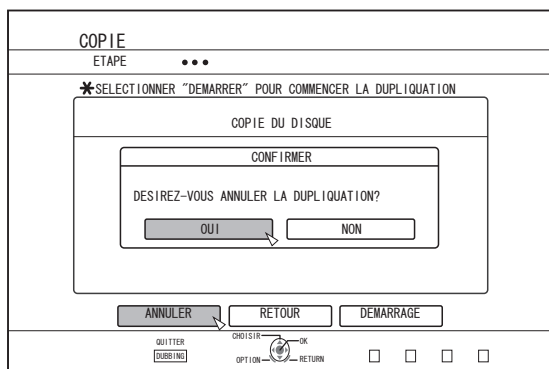 COPIE
ETAPE
*SELECTIONNER "DEMARRER" POUR COMMENCER LA DUPLIQUATION
COPIE DU DISQUE
CONFIRMER
DESIREZ-VOUS ANNULER LA DUPLIQUATION?
OUI NON
ANNULER RETOUR DEMARRAGE
QUITTER CHOISIR OK
DUBBING OPTION RETURN